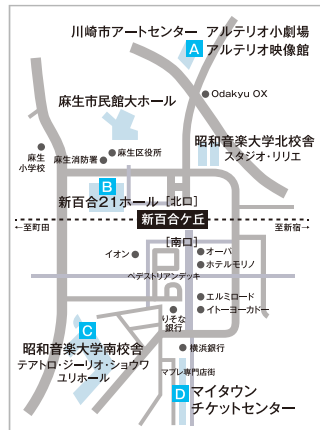 川崎市アートセンター アルテリオ小劇場
A アルテリオ映像館
Odakyu OX
麻生市民館大ホール
昭和音楽大学北校舎
スタジオ・リリエ
麻生
小学校
麻生区役所
麻生消防署
B
新百合21ホール [北口]
新百合ケ丘
←至町田
至新宿→
[南口]
イオン
オーパ
ホテルモリノ
ペデストリアンデッキ
エルミロード
イトーヨーカドー
りそな
銀行
C
昭和音楽大学南校舎
テアトロ・ジーリオ・ショウワ
ユリホール
横浜銀行
マプレ専門店街
D マイタウン
チケットセンター